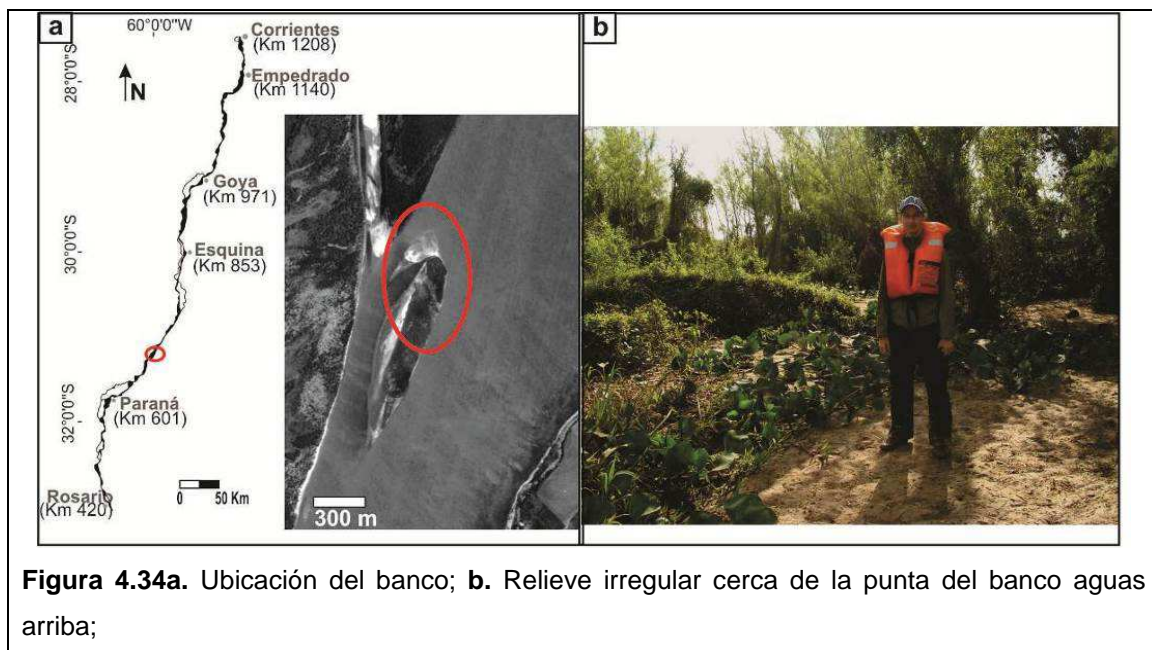 a
60°0'0"W
Corrientes
(Km 1208)
28°0'0"S
Empedrado
(Km 1140)
N
Goya
(Km 971)
30°0'0"S
Esquina
(Km 853)
32°0'0"S
Paraná
(Km 601)
Rosario
(Km 420)
0 50 Km
300 m
b
Figura 4.34a. Ubicación del banco; b. Relieve irregular cerca de la punta del banco aguas
arriba;